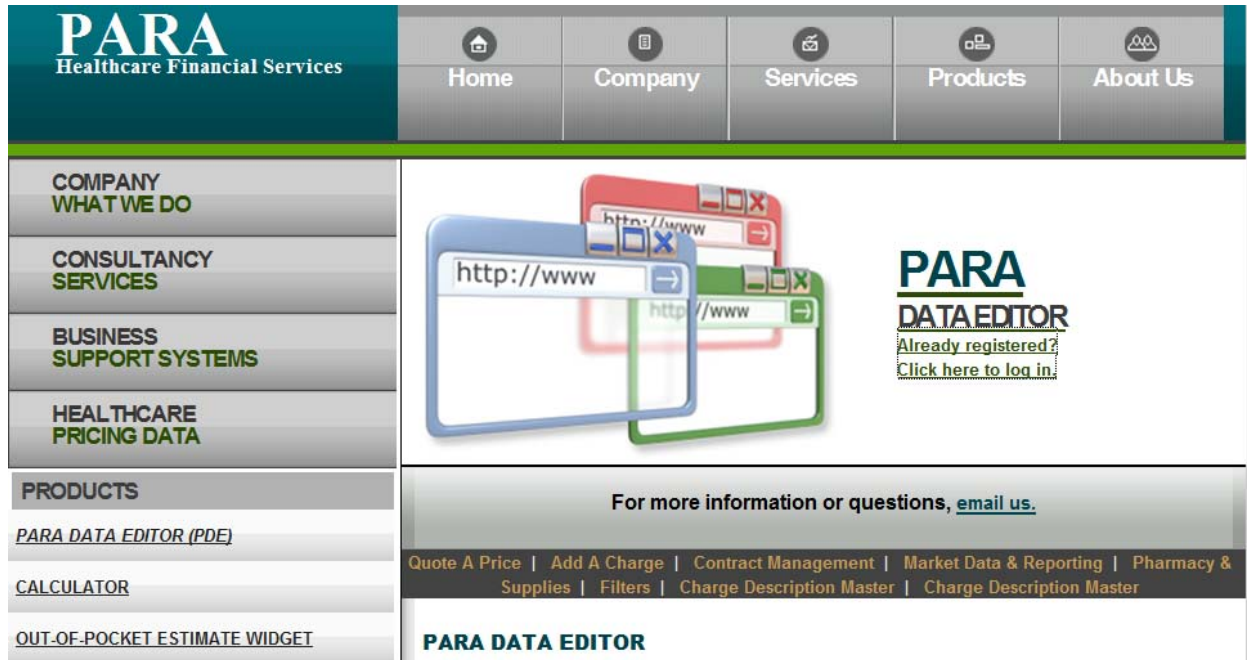 PARA
Healthcare Financial Services
Home
Company
Services
Products
About Us
COMPANY
WHAT WE DO
CONSULTANCY
SERVICES
BUSINESS
SUPPORT SYSTEMS
HEALTHCARE
PRICING DATA
PRODUCTS
PARA DATA EDITOR (PDE)
CALCULATOR
OUT-OF-POCKET ESTIMATE WIDGET
http://www
http://www
http://www
PARA
DATA EDITOR
Already registered?
Click here to log in.
For more information or questions, email us.
Quote A Price | Add A Charge | Contract Management | Market Data & Reporting | Pharmacy &
Supplies | Filters | Charge Description Master | Charge Description Master
PARA DATA EDITOR